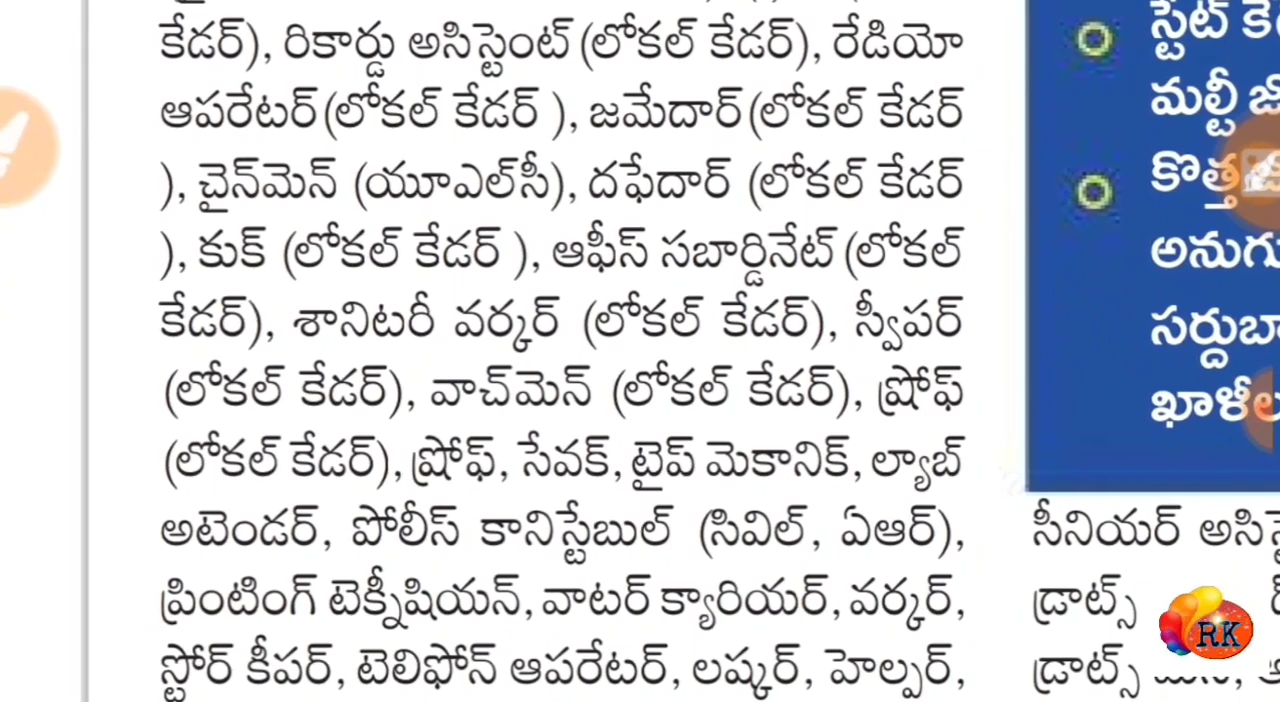 కేడర్), రికార్డు అసిస్టెంట్ (లోకల్ కేడర్), రేడియో
ఆపరేటర్ (లోకల్ కేడర్ ), జమేదార్ (లోకల్ కేడర్
), చైన్‌మెన్ (యూఎల్‌సీ), దఫేదార్ (లోకల్ కేడర్
), కుక్ (లోకల్ కేడర్ ), ఆఫీస్ సబార్డినేట్ (లోకల్
కేడర్), శానిటరీ వర్కర్ (లోకల్ కేడర్), స్వీపర్
(లోకల్ కేడర్), వాచ్‌మెన్ (లోకల్ కేడర్), ష్రోఫ్
(లోకల్ కేడర్), ష్రోఫ్, సేవక్, టైప్ మెకానిక్, ల్యాబ్
అటెండర్, పోలీస్ కానిస్టేబుల్ (సివిల్, ఏఆర్),
ప్రింటింగ్ టెక్నీషియన్, వాటర్ క్యారియర్, వర్కర్,
స్టోర్ కీపర్, టెలిఫోన్ ఆపరేటర్, లష్కర్, హెల్పర్,
స్టేట్
మల్టీ
కొత్త
అనుగు
సర్దుబా
ఖాళీల
సీనియర్ అసి
డ్రాట్స్
డ్రాట్స్
RK